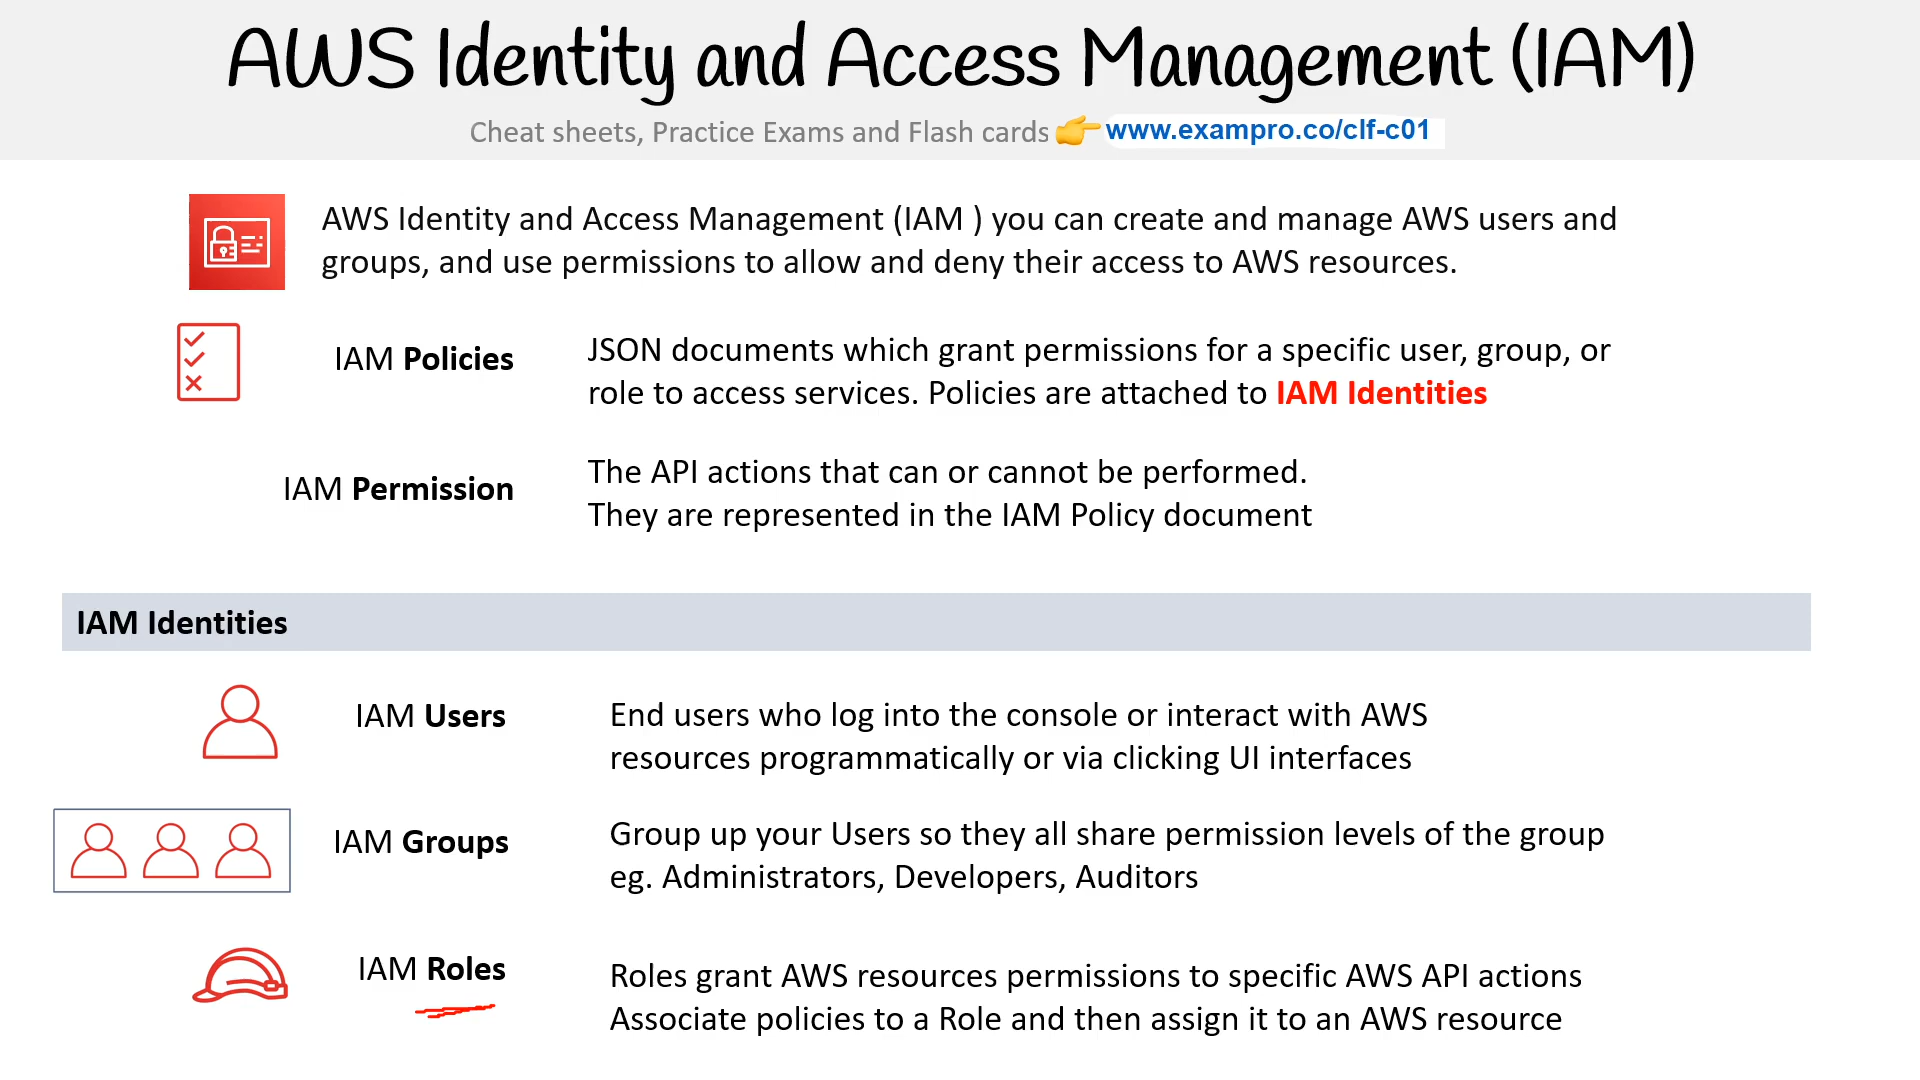 AWS Identity and Access Management (IAM)
Cheat sheets, Practice Exams and Flash cards 👉 www.exampro.co/clf-c01
AWS Identity and Access Management (IAM ) you can create and manage AWS users and
groups, and use permissions to allow and deny their access to AWS resources.
IAM Policies
JSON documents which grant permissions for a specific user, group, or
role to access services. Policies are attached to IAM Identities
IAM Permission
The API actions that can or cannot be performed.
They are represented in the IAM Policy document
IAM Identities
IAM Users
End users who log into the console or interact with AWS
resources programmatically or via clicking UI interfaces
IAM Groups
Group up your Users so they all share permission levels of the group
eg. Administrators, Developers, Auditors
IAM Roles
Roles grant AWS resources permissions to specific AWS API actions
Associate policies to a Role and then assign it to an AWS resource